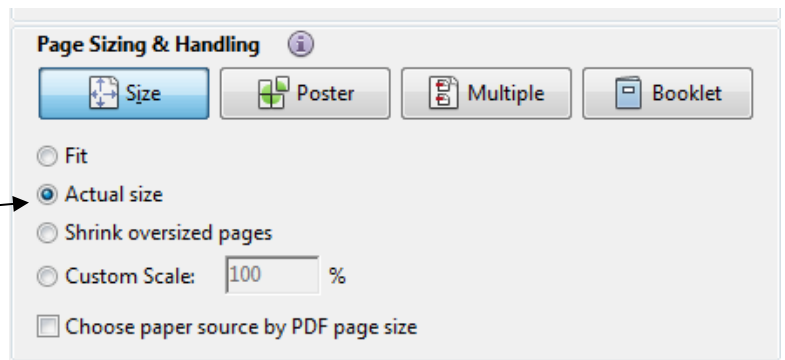 Page Sizing & Handling
Size Poster Multiple Booklet
Fit
Actual size
Shrink oversized pages
Custom Scale: 100 %
Choose paper source by PDF page size